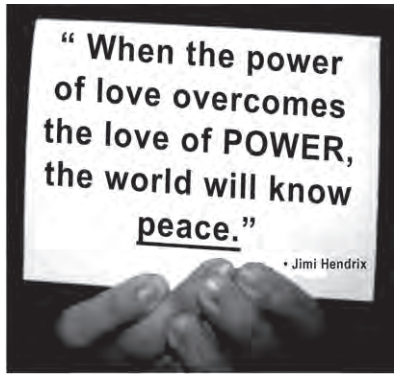 “ When the power
of love overcomes
the love of POWER,
the world will know
peace.”
• Jimi Hendrix